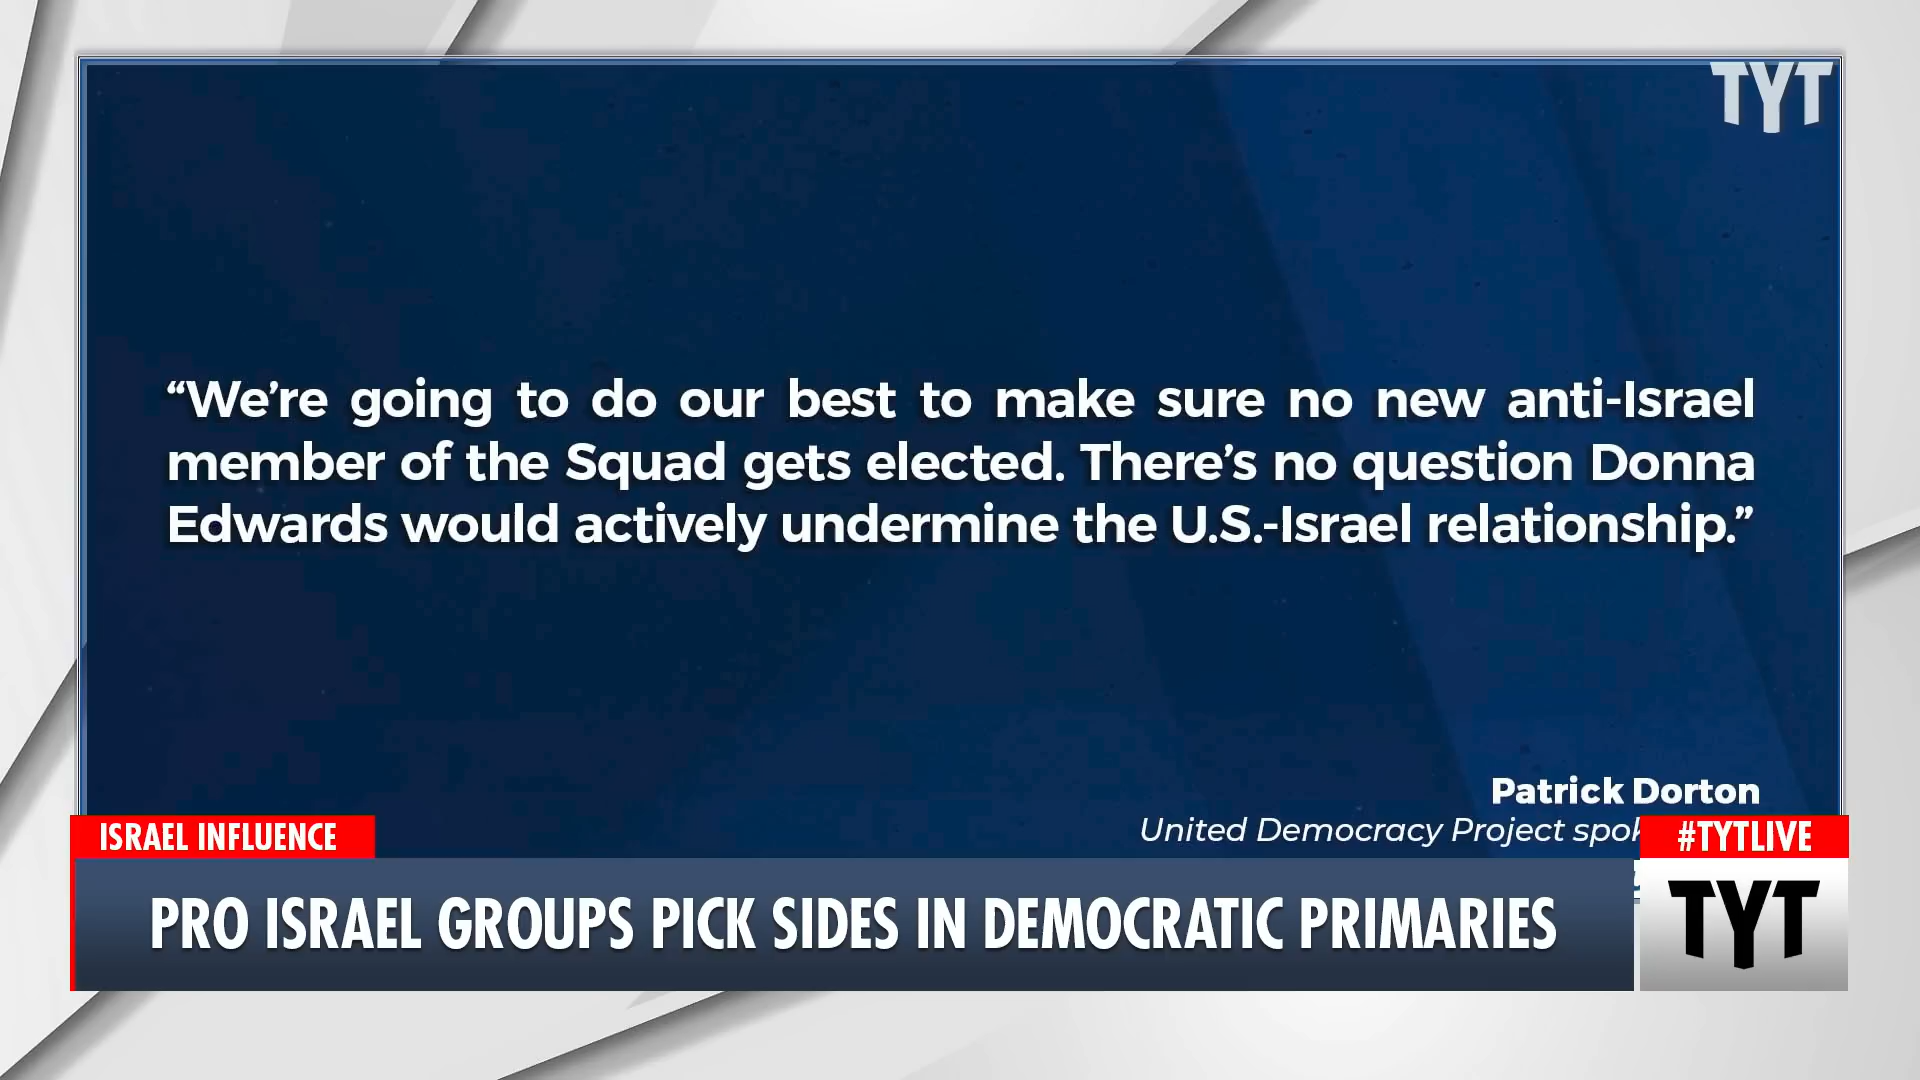 TYT
“We’re going to do our best to make sure no new anti-Israel
member of the Squad gets elected. There’s no question Donna
Edwards would actively undermine the U.S.-Israel relationship.”
Patrick Dorton
United Democracy Project
ISRAEL INFLUENCE
#TYTLIVE
PRO ISRAEL GROUPS PICK SIDES IN DEMOCRATIC PRIMARIES
TYT